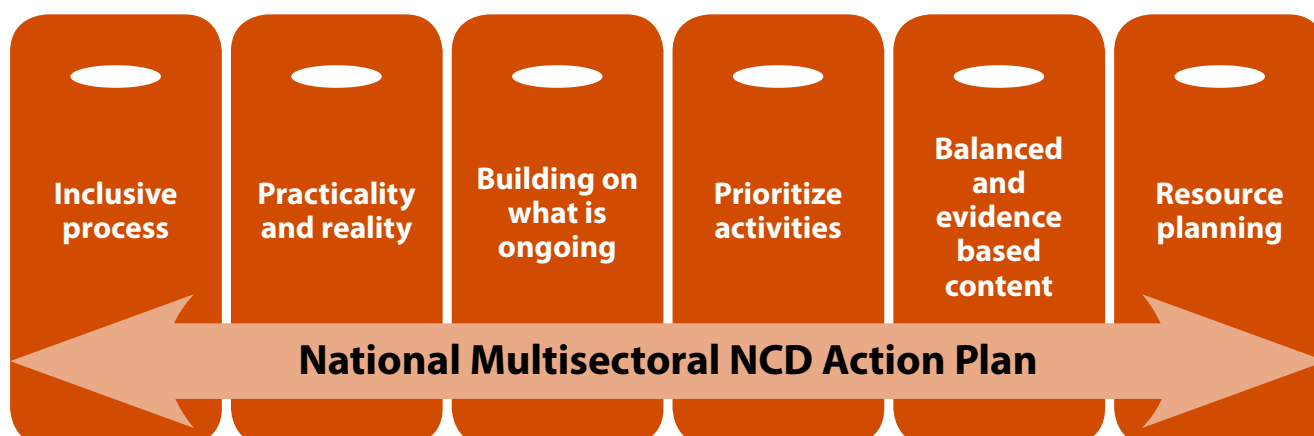 Inclusive
process
Practicality
and reality
Building on
what is
ongoing
Prioritize
activities
Balanced
and
evidence
based
content
Resource
planning
National Multisectoral NCD Action Plan